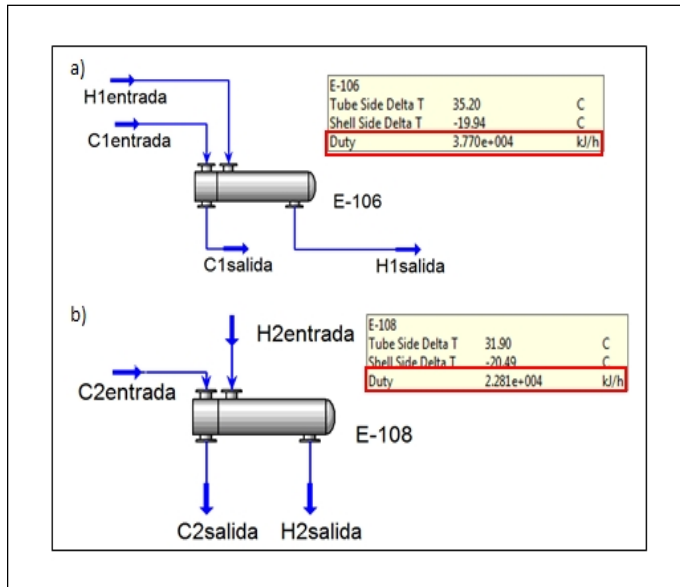 a)
H1entrada
C1entrada
E-106
Tube Side Delta T 35.20 C
Shell Side Delta T -19.94 C
Duty 3.770e+004 kJ/h
E-106
C1salida
H1salida
b)
H2entrada
C2entrada
E-108
Tube Side Delta T 31.90 C
Shell Side Delta T -20.49 C
Duty 2.281e+004 kJ/h
E-108
C2salida H2salida